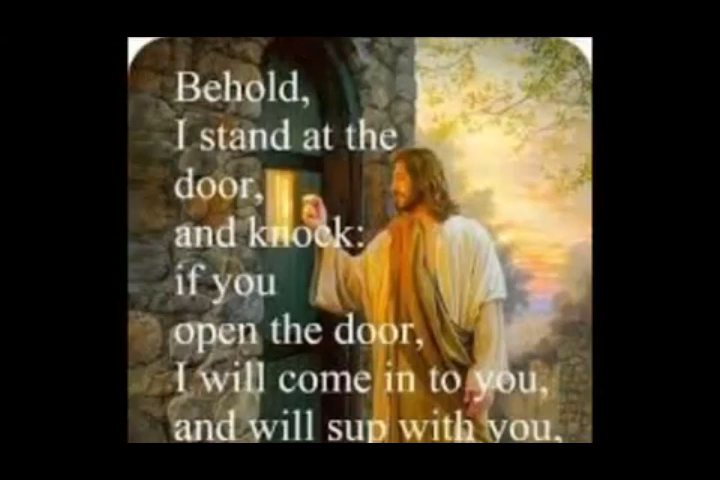 Behold,
I stand at the
door,
and knock:
if you
open the door,
I will come in to you,
and will sup with you,